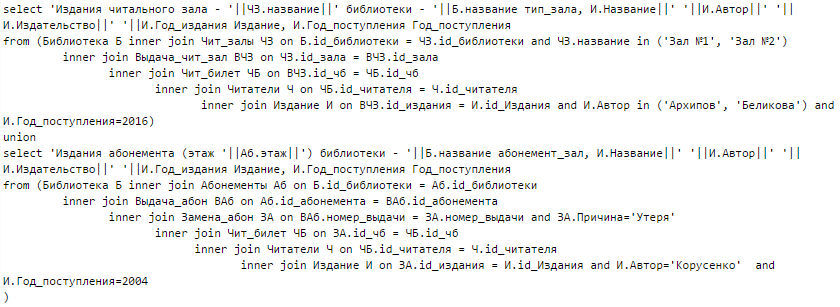 select 'Издания читального зала - '||ЧЗ.название||' библиотеки - '||Б.название тип_зала, И.Название||' '||И.Автор||' '||
И.Издательство||' '||И.Год_издания Издание, И.Год_поступления Год_поступления
from (Библиотека Б inner join Чит_залы ЧЗ on Б.id_библиотеки = ЧЗ.id_библиотеки and ЧЗ.название in ('Зал №1', 'Зал №2')
inner join Выдача_чит_зал ВЧЗ on ЧЗ.id_зала = ВЧЗ.id_зала
inner join Чит_билет ЧБ on ВЧЗ.id_чб = ЧБ.id_чб
inner join Читатели Ч on ЧБ.id_читателя = Ч.id_читателя
inner join Издание И on ВЧЗ.id_издания = И.id_Издания and И.Автор in ('Архипов', 'Беликова') and
И.Год_поступления=2016)
union
select 'Издания абонемента (этаж '||Аб.этаж||') библиотеки - '||Б.название абонемент_зал, И.Название||' '||И.Автор||' '||
И.Издательство||' '||И.Год_издания Издание, И.Год_поступления Год_поступления
from (Библиотека Б inner join Абонементы Аб on Б.id_библиотеки = Аб.id_библиотеки
inner join Выдача_абон ВАб on Аб.id_абонемента = ВАб.id_абонемента
inner join Замена_абон ЗА on ВАб.номер_выдачи = ЗА.номер_выдачи and ЗА.Причина='Утеря'
inner join Чит_билет ЧБ on ЗА.id_чб = ЧБ.id_чб
inner join Читатели Ч on ЧБ.id_читателя = Ч.id_читателя
inner join Издание И on ЗА.id_издания = И.id_Издания and И.Автор='Корусенко'  and
И.Год_поступления=2004
)